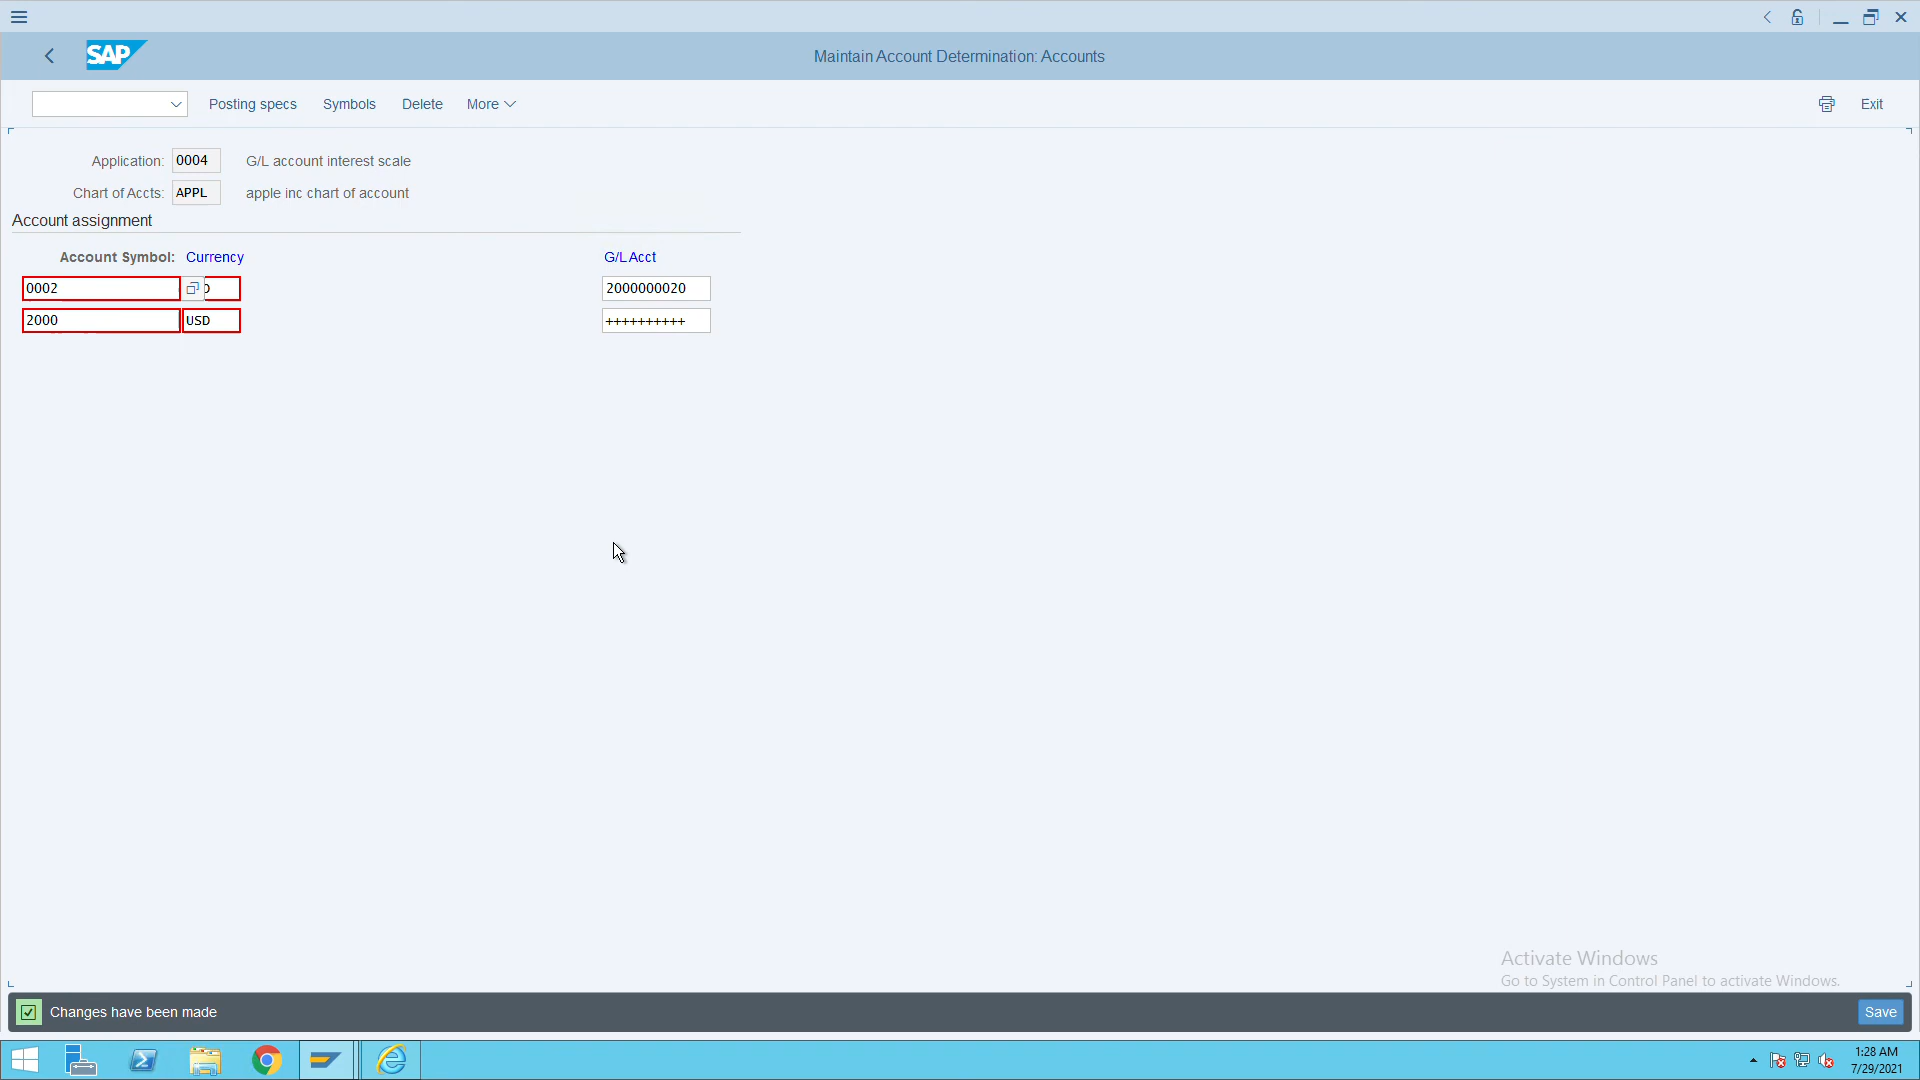 SAP
Maintain Account Determination: Accounts
Posting specs Symbols Delete More Exit
Application: 0004 G/L account interest scale
Chart of Accts: APPL apple inc chart of account
Account assignment
Account Symbol: Currency G/L Acct
0002 2000000020
2000 USD ++++++++++
Activate Windows
Go to System in Control Panel to activate Windows.
Changes have been made Save
1:28 AM
7/29/2021